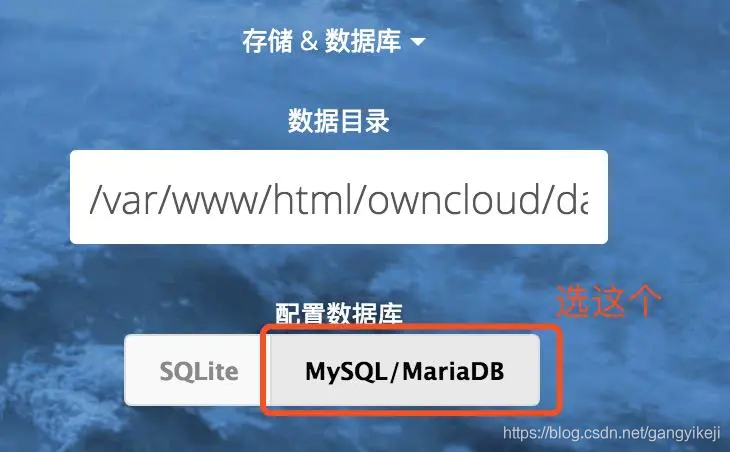 存储 & 数据库
数据目录
/var/www/html/owncloud/da
选这个
配置数据库
SQLite
MySQL/MariaDB
https://blog.csdn.net/gangyikeji